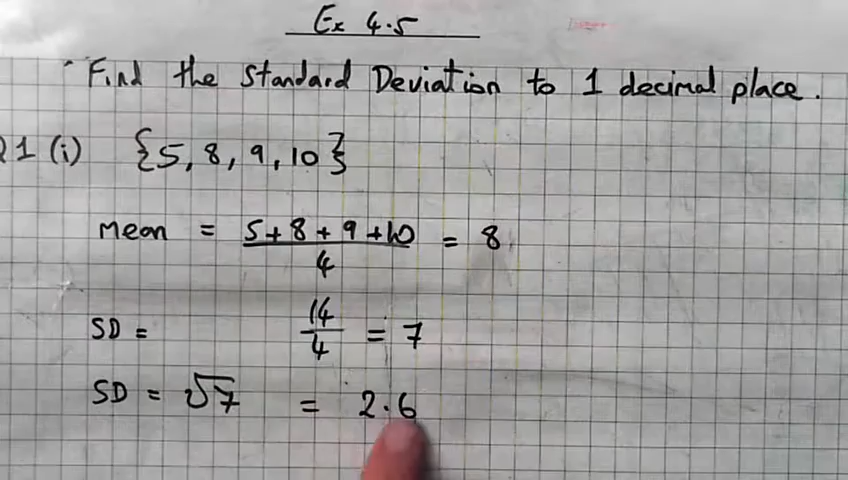 Ex 4.5
Find the Standard Deviation to 1 decimal place.
Q1 (i) {5, 8, 9, 10}
Mean = 5+8+9+10 / 4 = 8
SD = 14/4 = 7
SD = √7 = 2.6